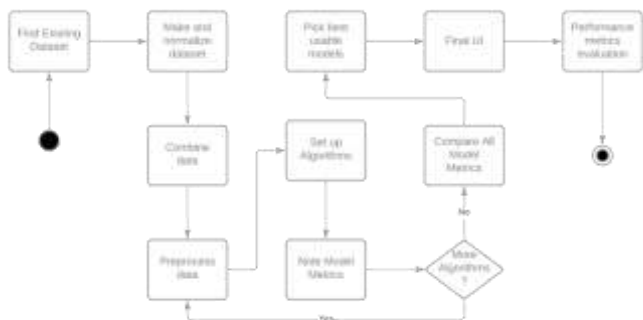 Find Existing
Dataset
Make and
normalize
dataset
Combine
data
Preprocess
data
Set up
Algorithms
Note Model
Metrics
More
Algorithms
?
Yes
No
Compare All
Model
Metrics
Pick best
usable
models
Final UI
Performance
metrics
evaluation